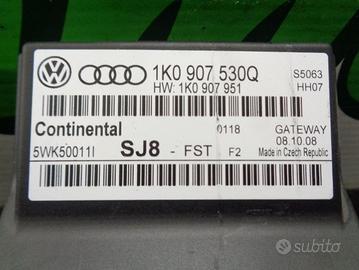 1K0 907 530Q S5063
HW: 1K0 907 951 HH07
Continental 0118 GATEWAY
08.10.08
5WK50011I SJ8 - FST F2 Made in Czech Republic
subito